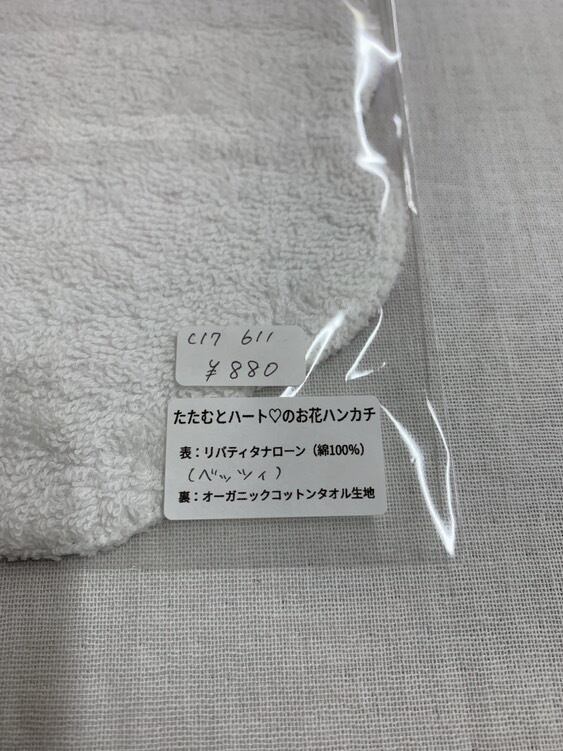 C17 611
¥880
たたむとハート♡のお花ハンカチ
表：リバティタナローン（綿100%）
（ベッツィ）
裏：オーガニックコットンタオル生地